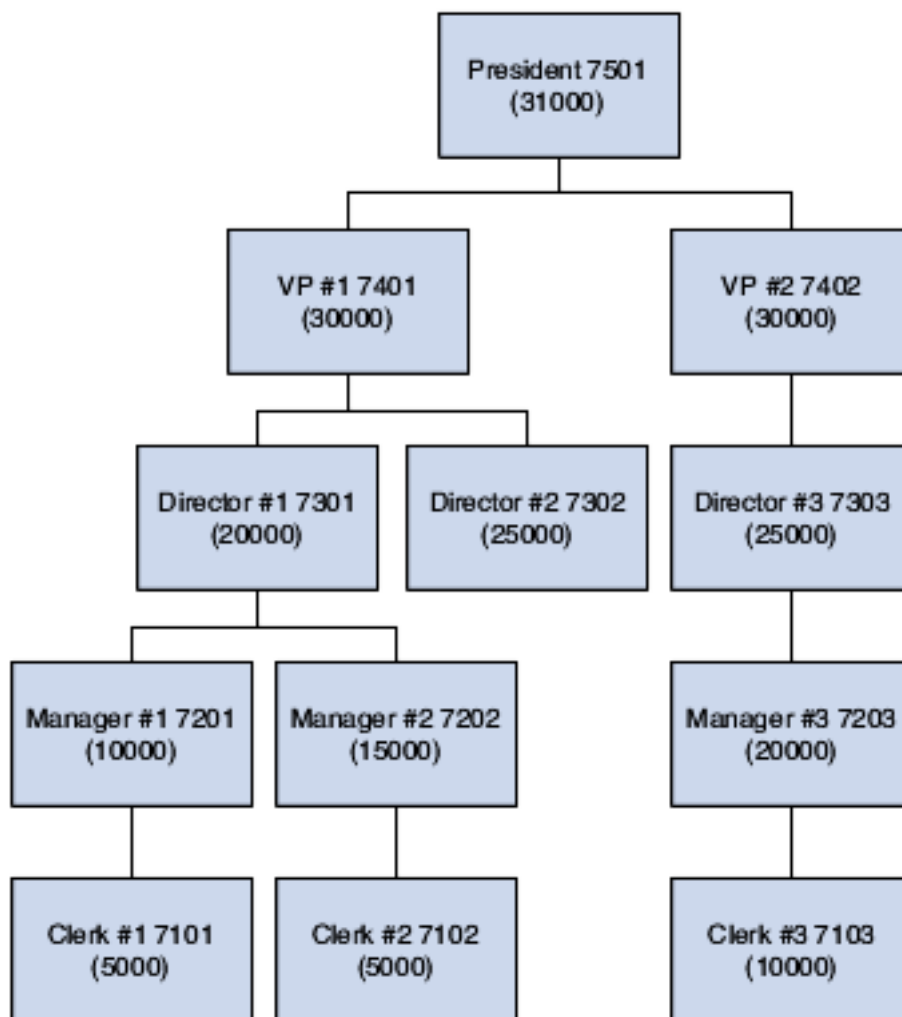 President 7501
(31000)
VP #1 7401
(30000)
VP #2 7402
(30000)
Director #1 7301
(20000)
Director #2 7302
(25000)
Director #3 7303
(25000)
Manager #1 7201
(10000)
Manager #2 7202
(15000)
Manager #3 7203
(20000)
Clerk #1 7101
(5000)
Clerk #2 7102
(5000)
Clerk #3 7103
(10000)